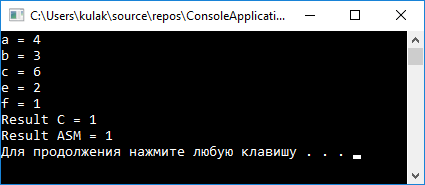 C:\Users\kulak\source\repos\ConsoleApplicati...
a = 4
b = 3
c = 6
e = 2
f = 1
Result C = 1
Result ASM = 1
Для продолжения нажмите любую клавишу . . .